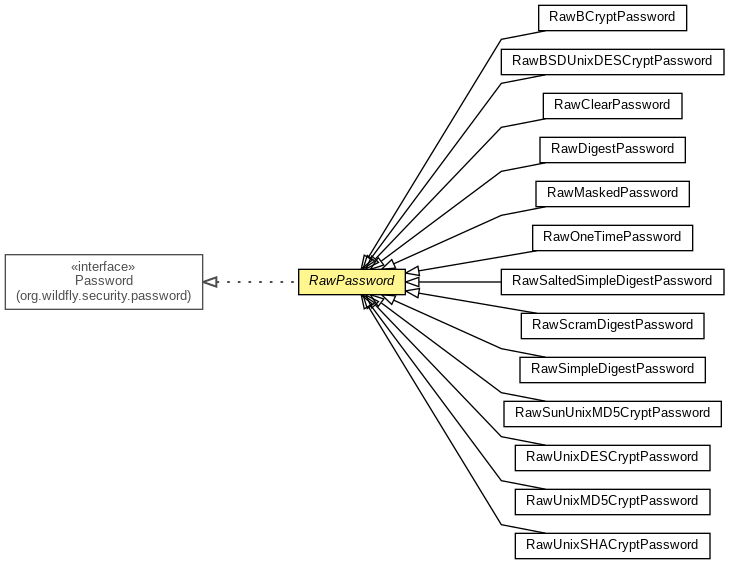 «interface»
Password
(org.wildfly.security.password)
RawPassword
RawBCryptPassword
RawBSDUnixDESCryptPassword
RawClearPassword
RawDigestPassword
RawMaskedPassword
RawOneTimePassword
RawSaltedSimpleDigestPassword
RawScramDigestPassword
RawSimpleDigestPassword
RawSunUnixMD5CryptPassword
RawUnixDESCryptPassword
RawUnixMD5CryptPassword
RawUnixSHACryptPassword